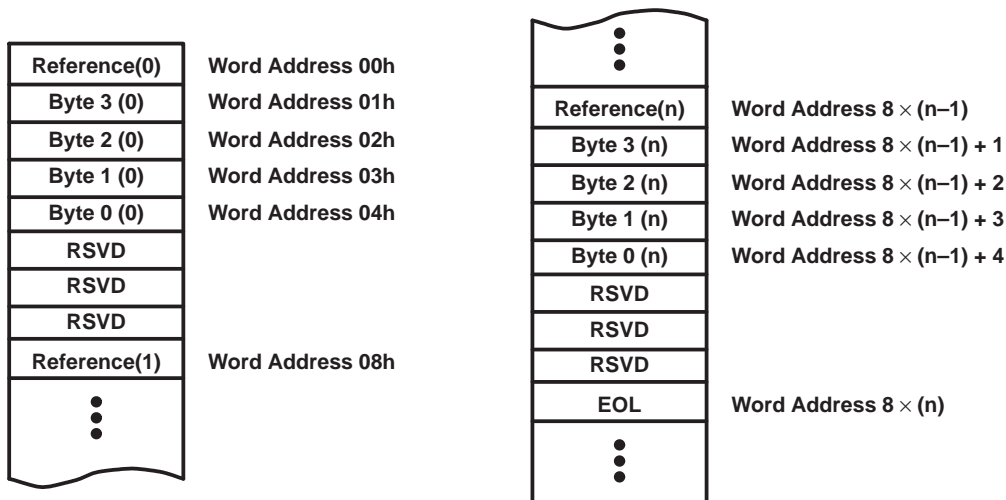 Reference(0) Word Address 00h
Byte 3 (0) Word Address 01h
Byte 2 (0) Word Address 02h
Byte 1 (0) Word Address 03h
Byte 0 (0) Word Address 04h
RSVD
RSVD
RSVD
Reference(1) Word Address 08h
Reference(n) Word Address 8 × (n–1)
Byte 3 (n) Word Address 8 × (n–1) + 1
Byte 2 (n) Word Address 8 × (n–1) + 2
Byte 1 (n) Word Address 8 × (n–1) + 3
Byte 0 (n) Word Address 8 × (n–1) + 4
RSVD
RSVD
RSVD
EOL Word Address 8 × (n)